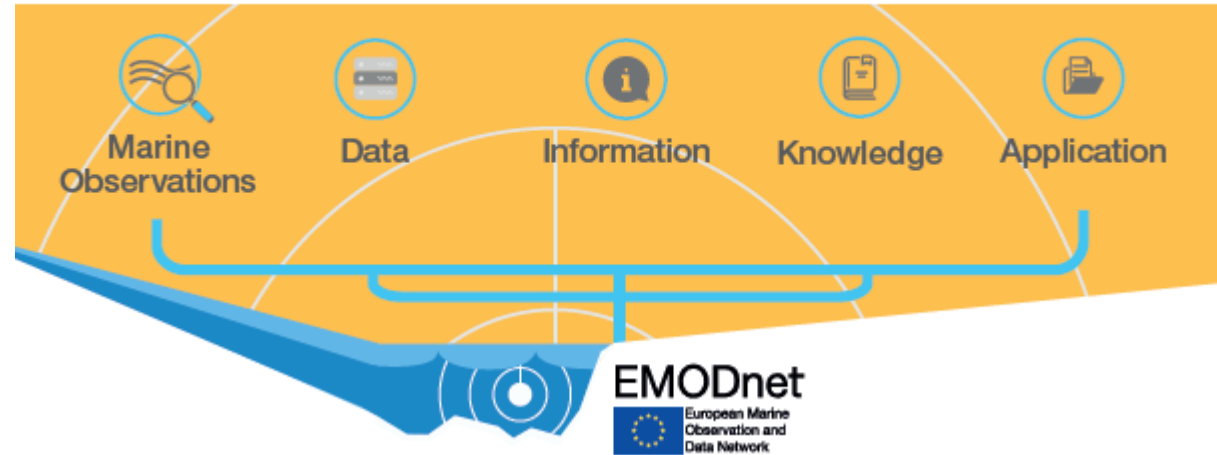 Marine
Observations
Data
Information
Knowledge
Application
EMODnet
European Marine
Observation and
Data Network